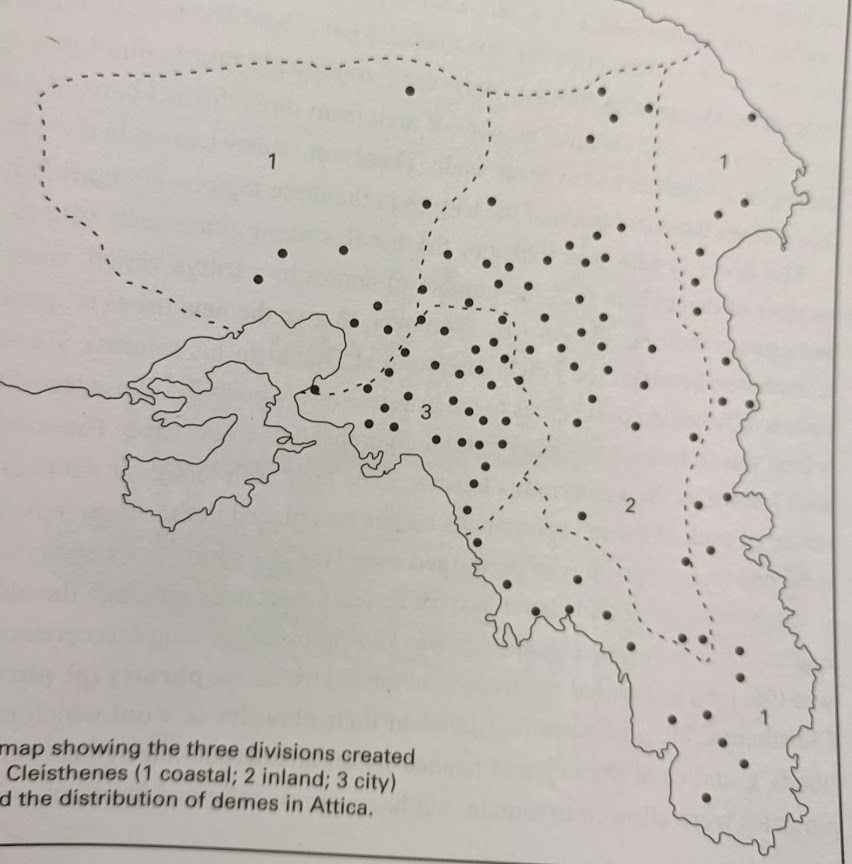 1
1
3
2
1
map showing the three divisions created
Cleisthenes (1 coastal; 2 inland; 3 city)
d the distribution of demes in Attica.